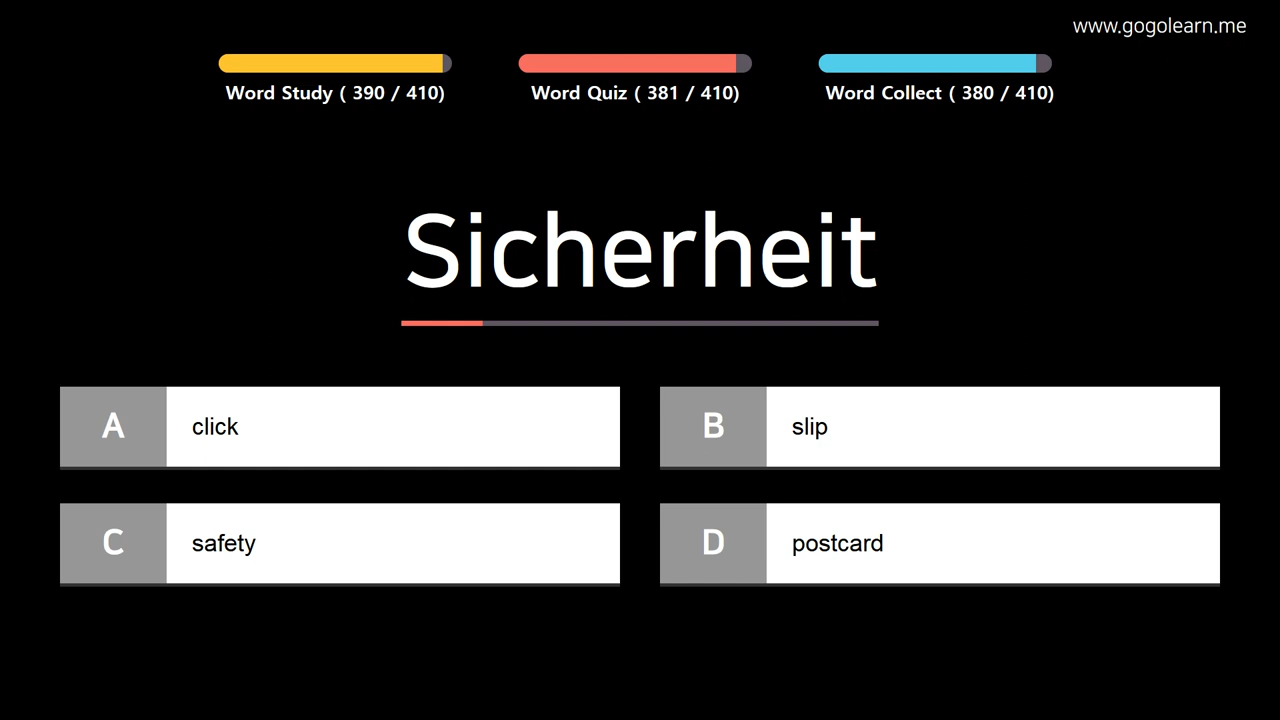 www.gogolearn.me
Word Study ( 390 / 410)
Word Quiz ( 381 / 410)
Word Collect ( 380 / 410)
Sicherheit
A click
B slip
C safety
D postcard